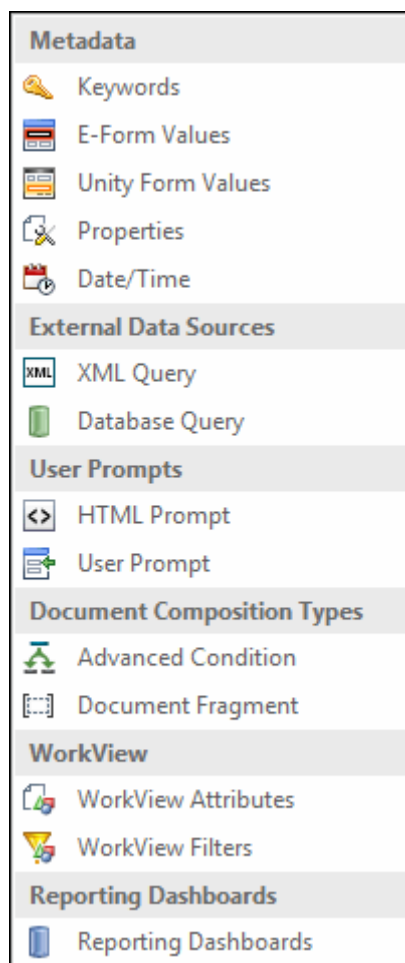 Metadata
Keywords
E-Form Values
Unity Form Values
Properties
Date/Time
External Data Sources
XML XML Query
Database Query
User Prompts
<> HTML Prompt
User Prompt
Document Composition Types
Advanced Condition
Document Fragment
WorkView
WorkView Attributes
WorkView Filters
Reporting Dashboards
Reporting Dashboards